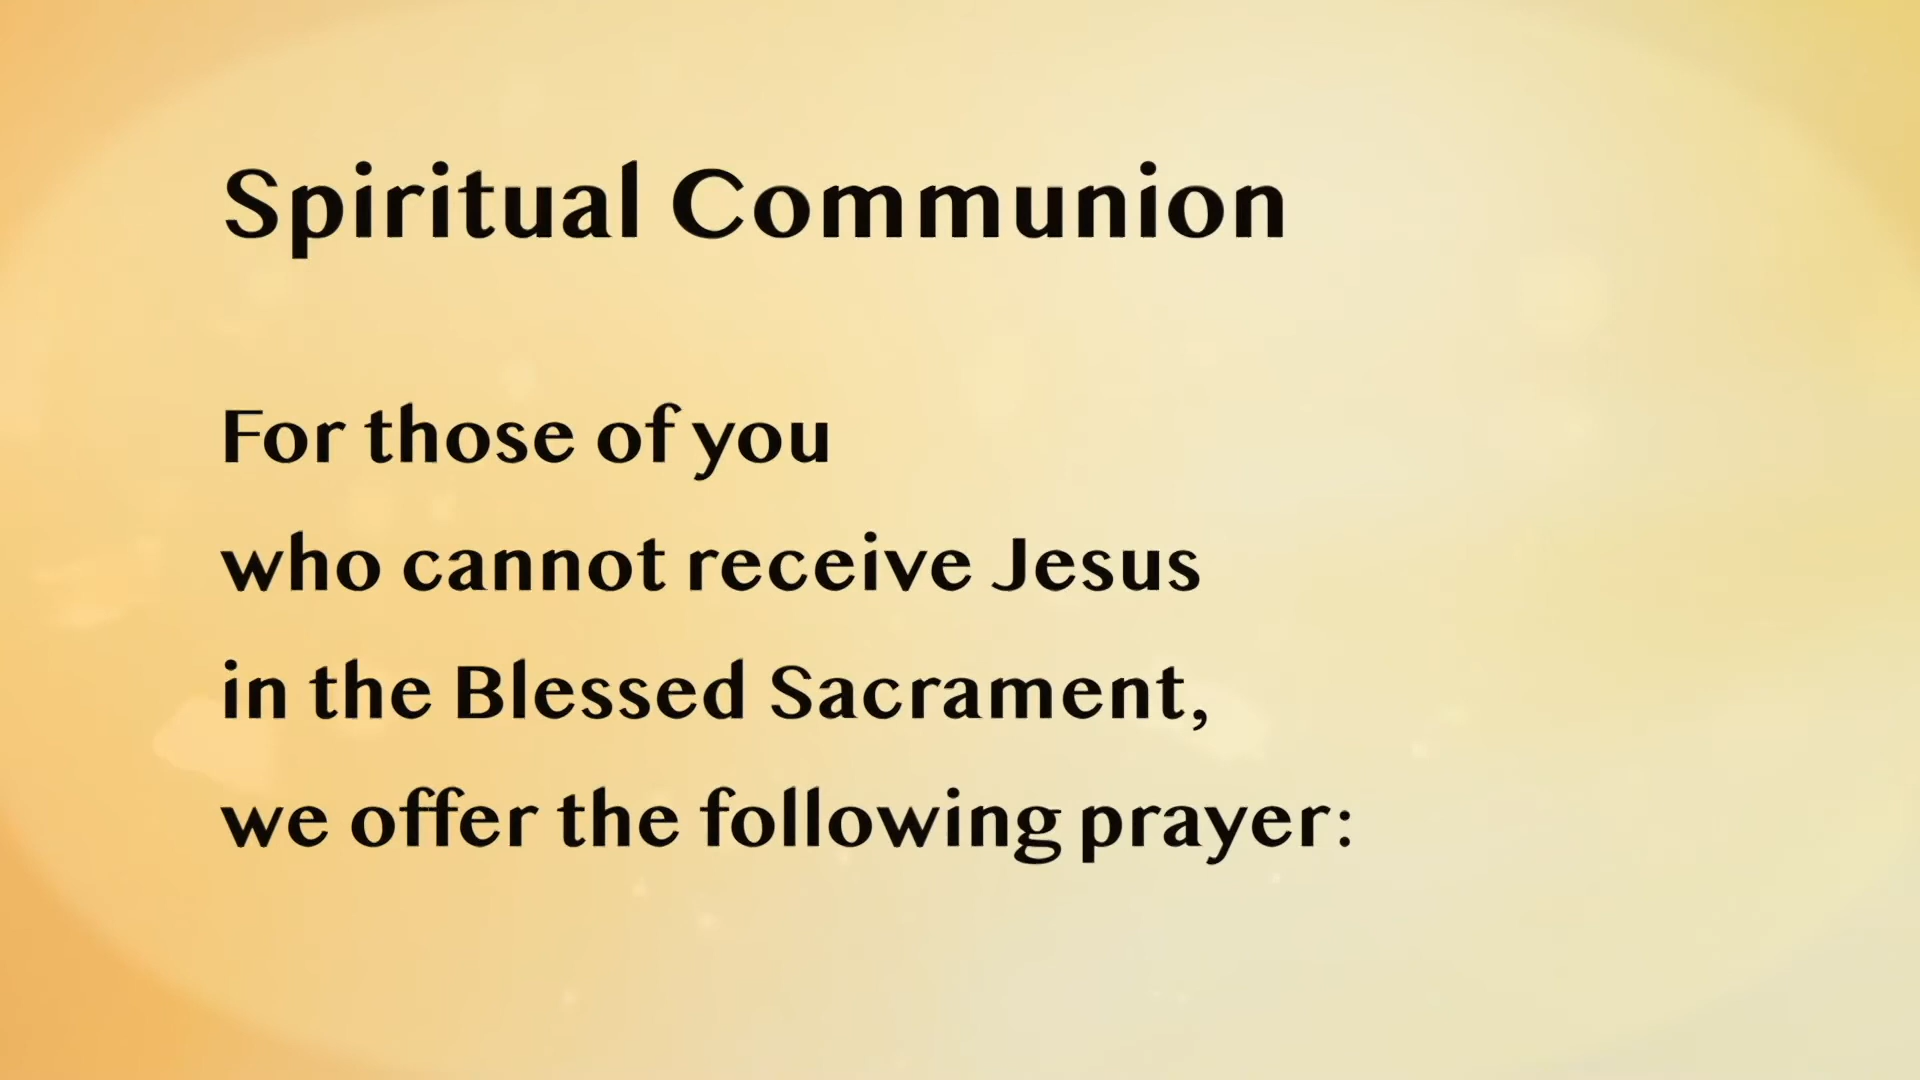 Spiritual Communion
For those of you
who cannot receive Jesus
in the Blessed Sacrament,
we offer the following prayer: